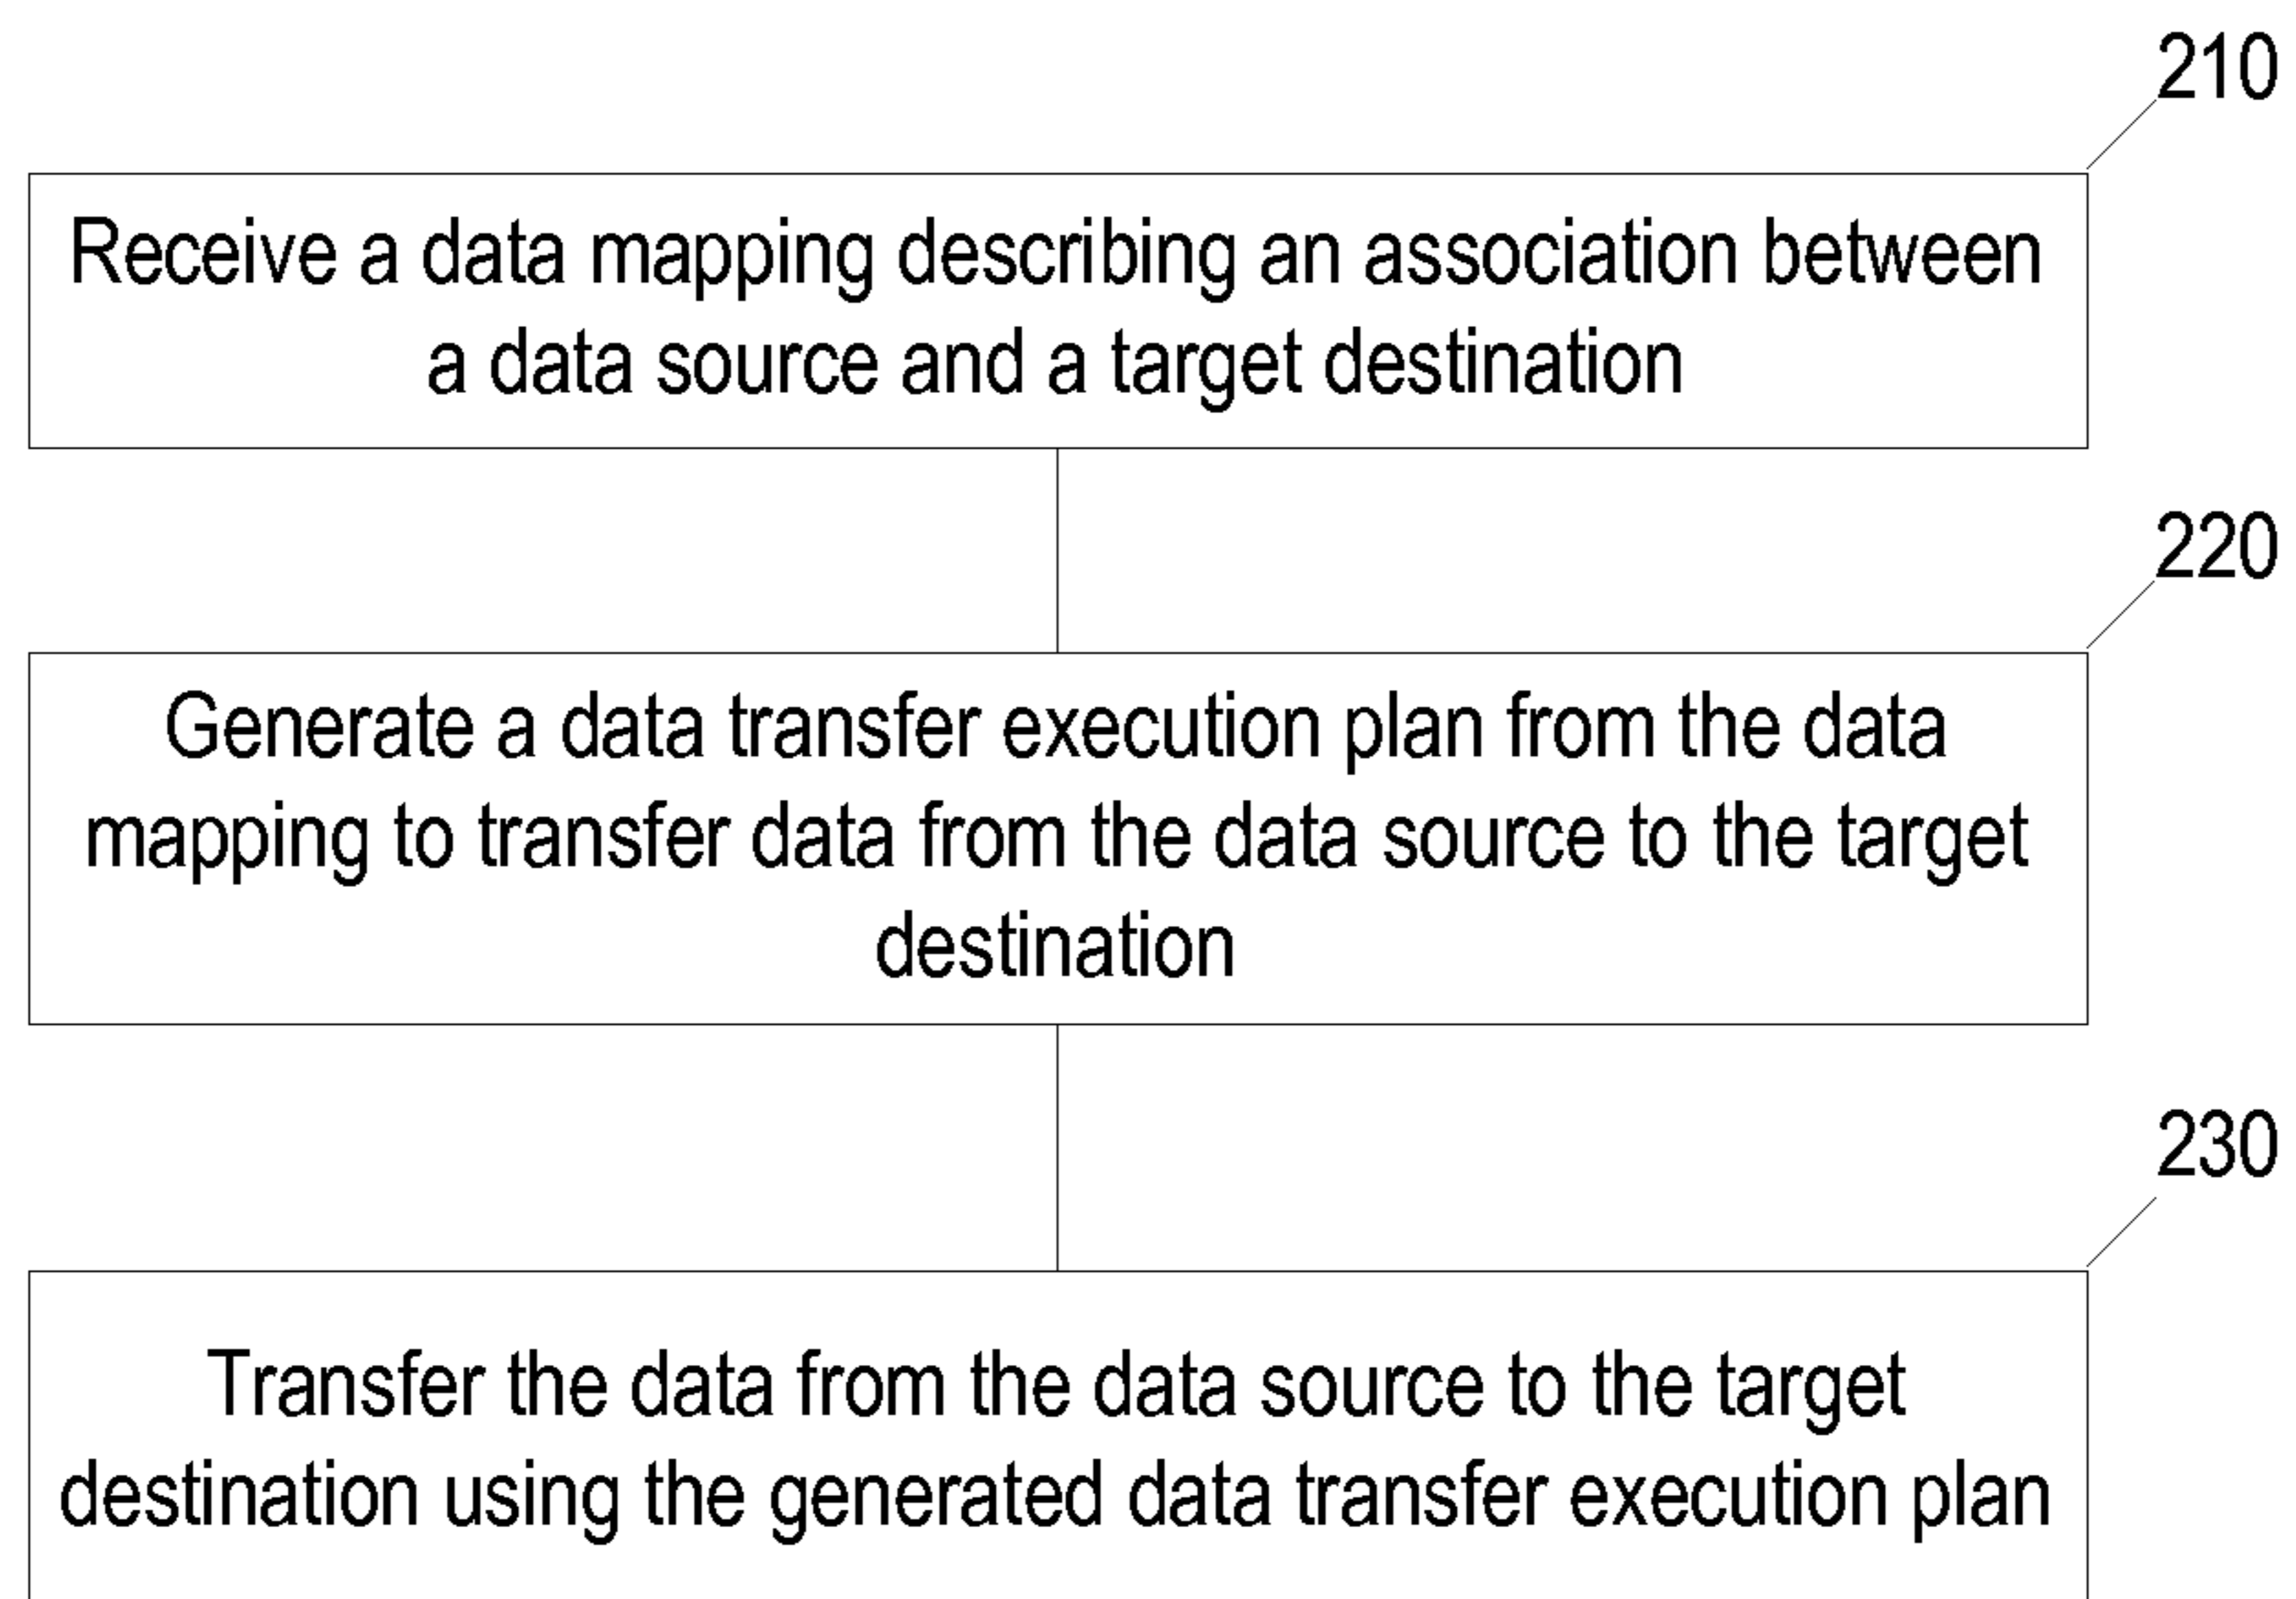 210
Receive a data mapping describing an association between
a data source and a target destination
220
Generate a data transfer execution plan from the data
mapping to transfer data from the data source to the target
destination
230
Transfer the data from the data source to the target
destination using the generated data transfer execution plan